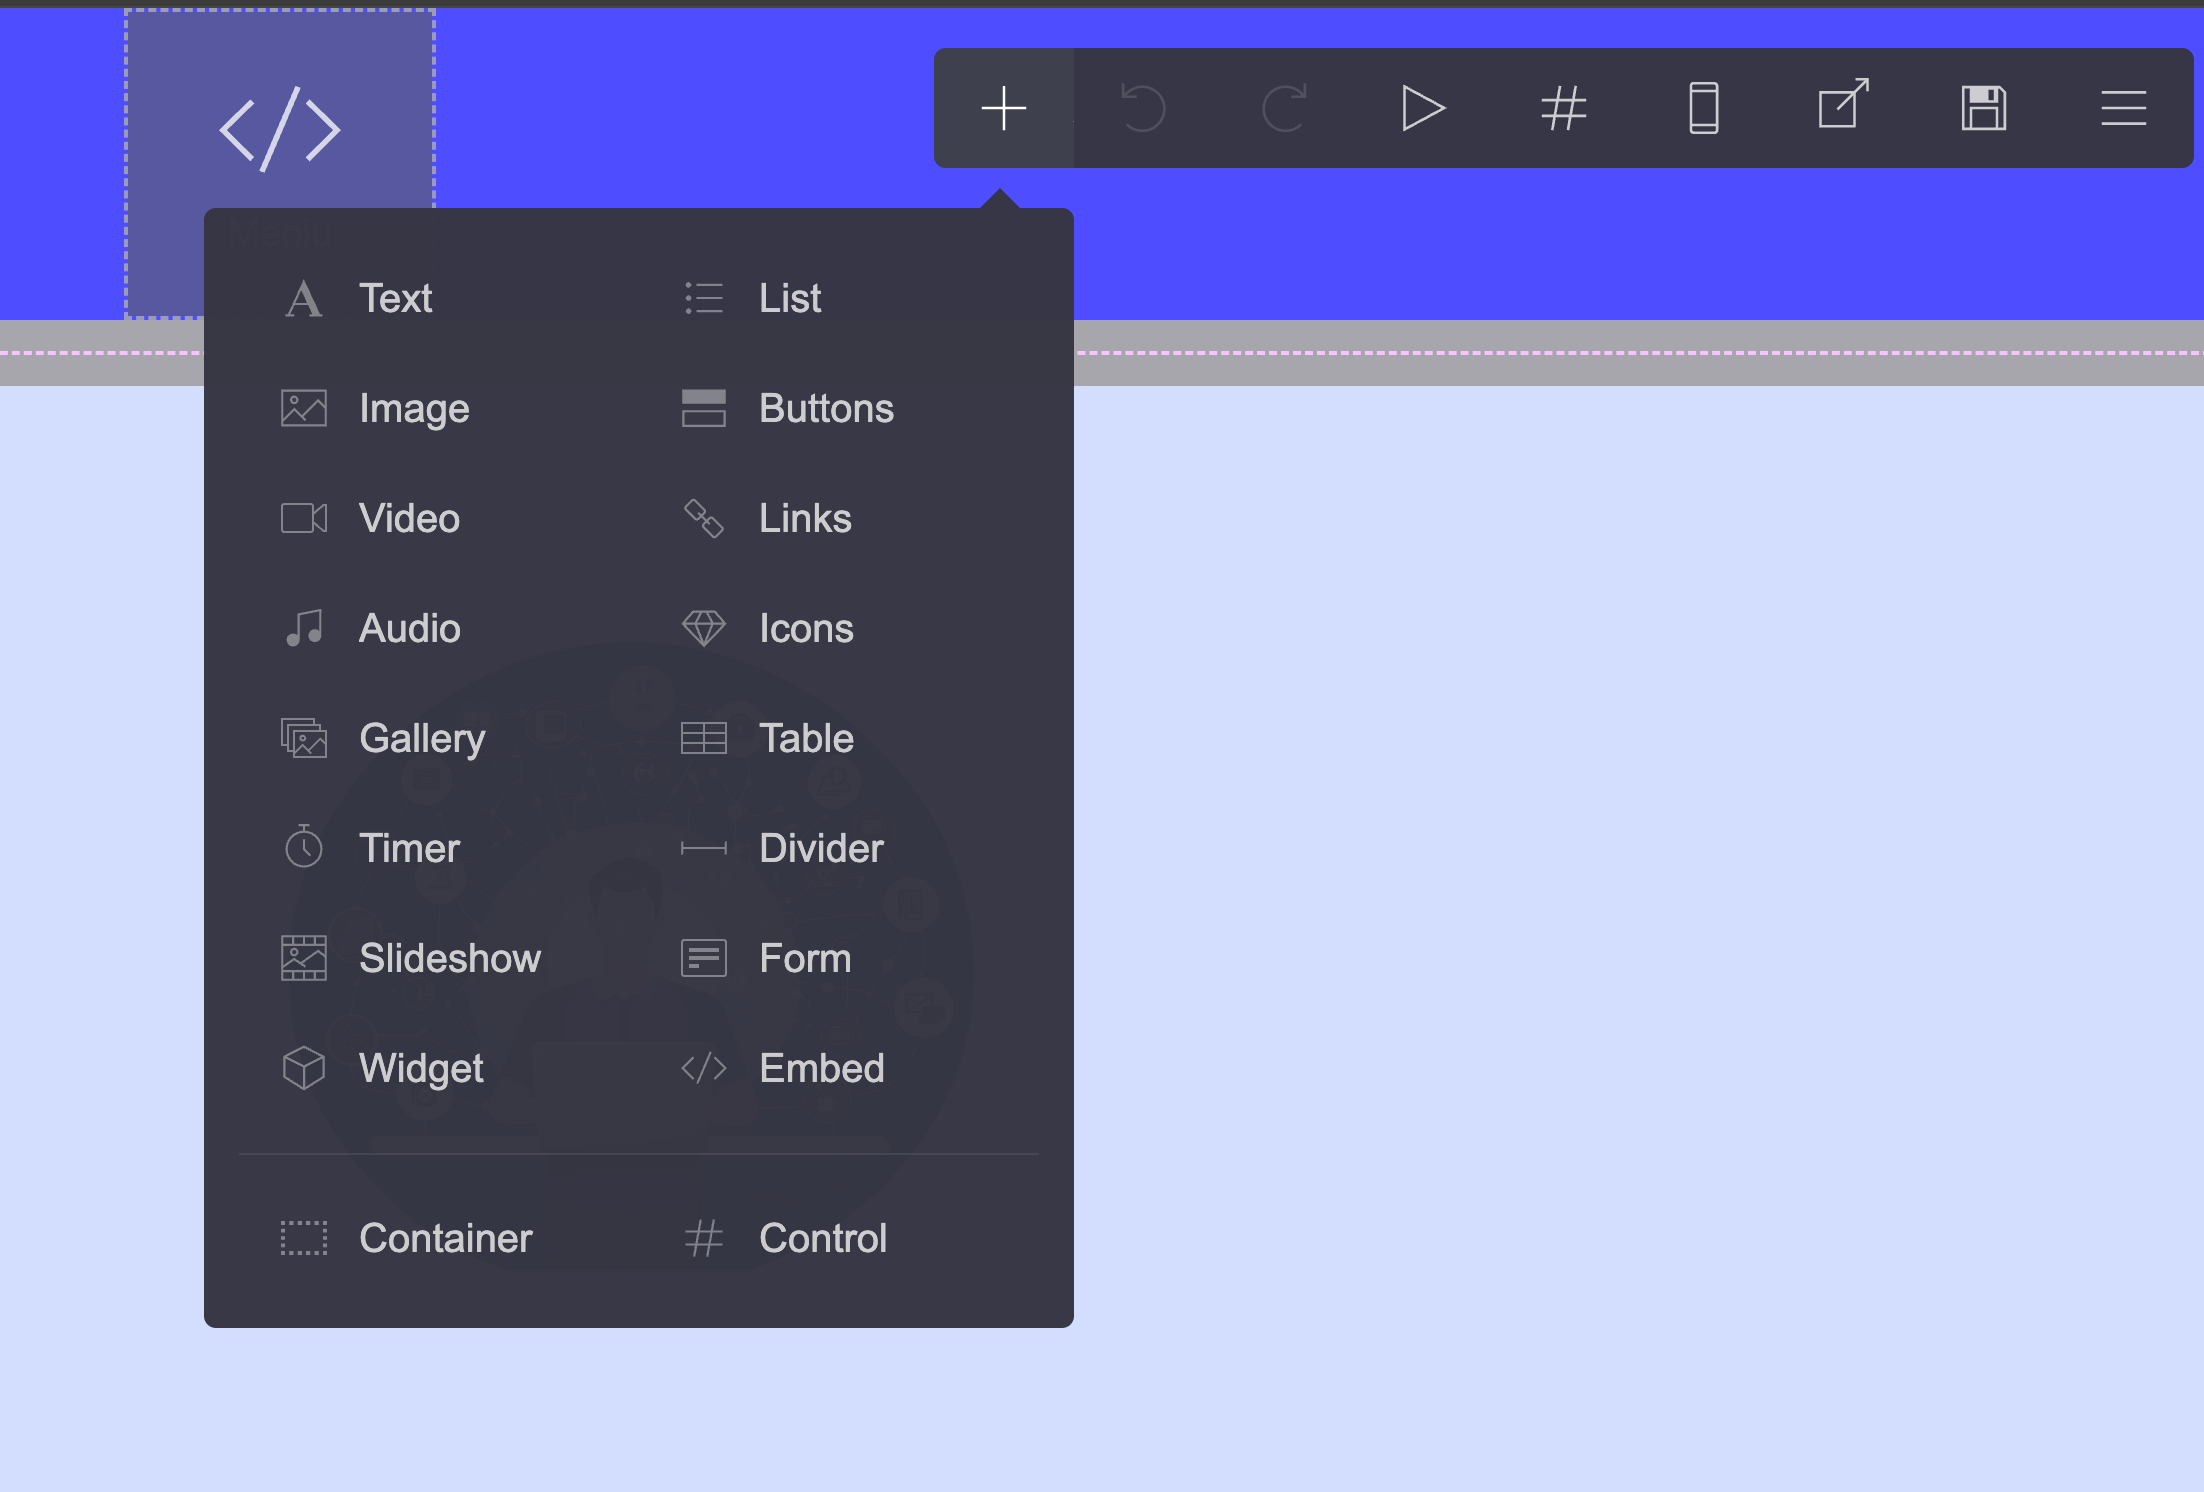 Menu
Text
List
Image
Buttons
Video
Links
Audio
Icons
Gallery
Table
Timer
Divider
Slideshow
Form
Widget
Embed
Container
Control